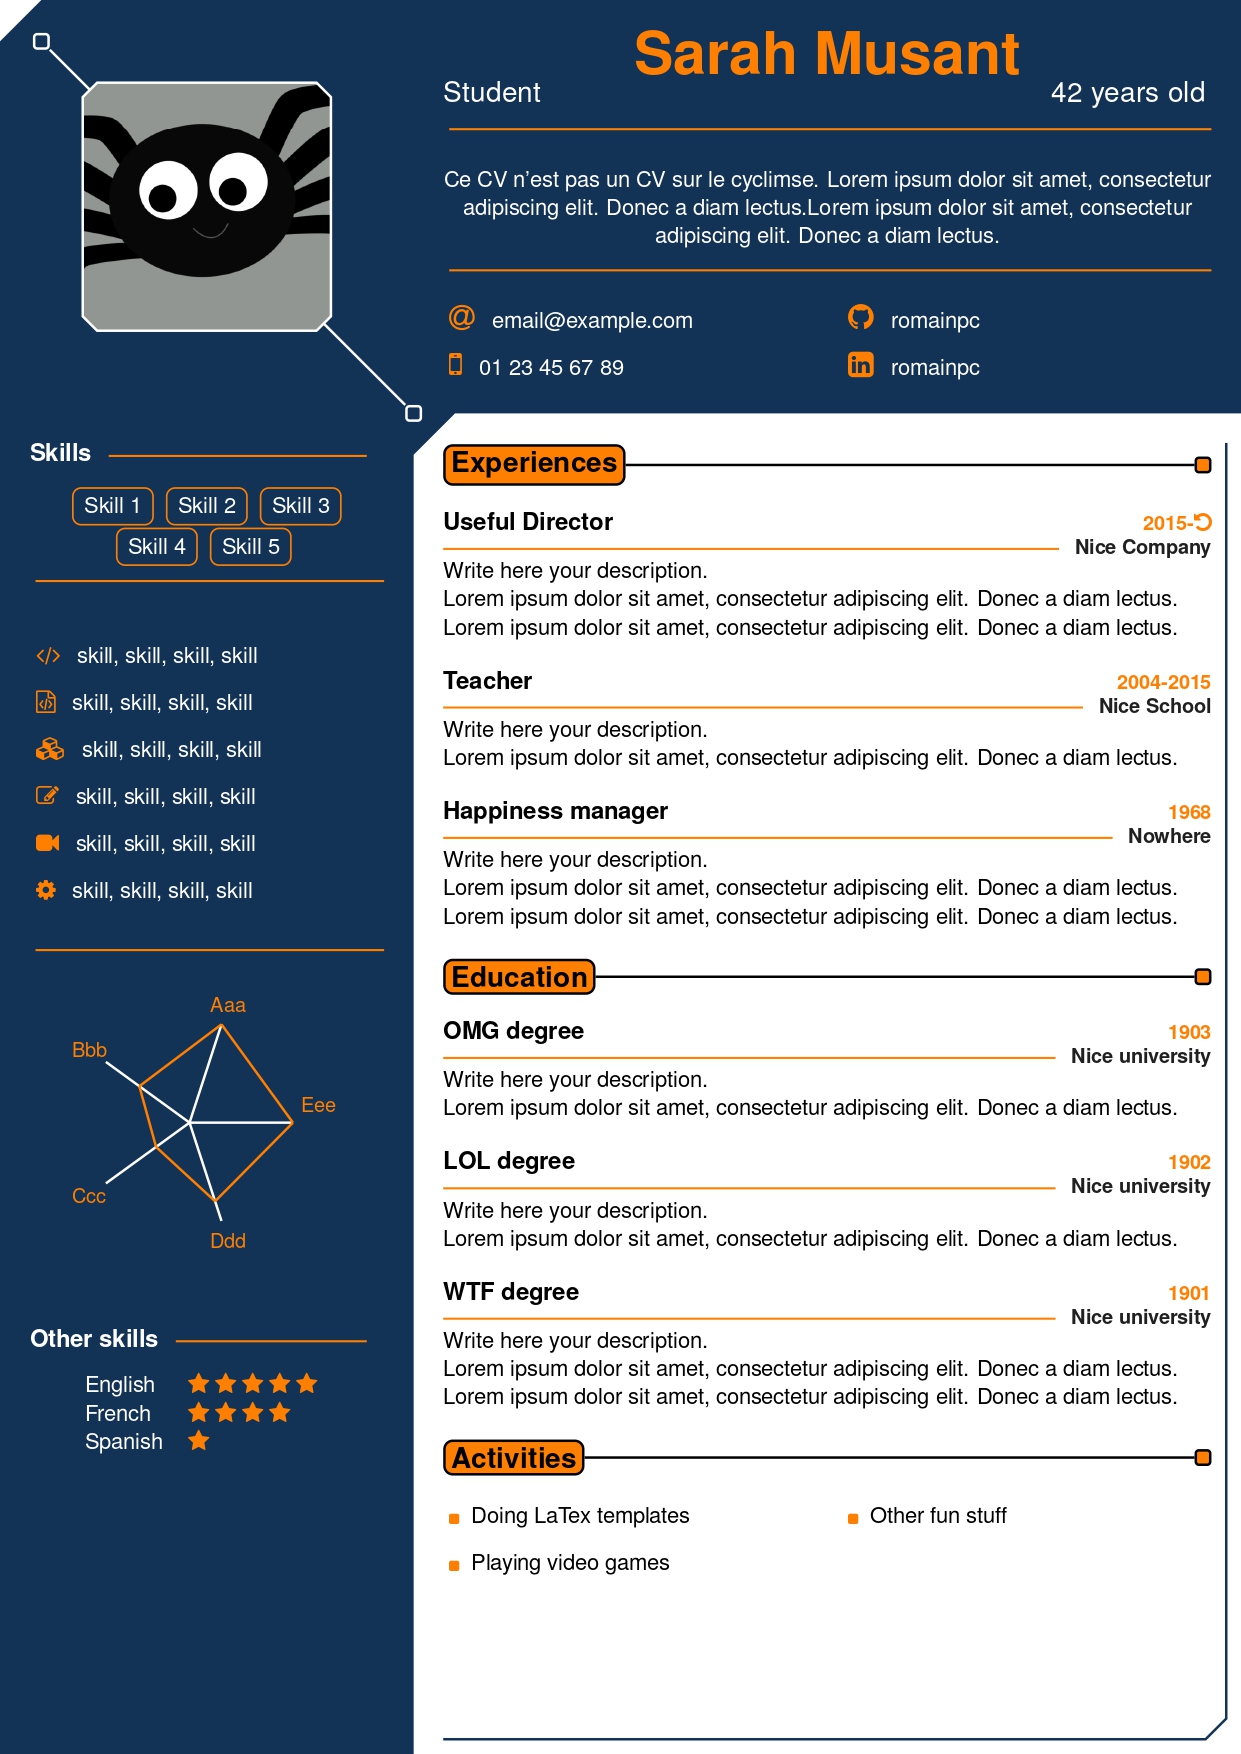 Sarah Musant
Student
42 years old
Ce CV n’est pas un CV sur le cyclimse. Lorem ipsum dolor sit amet, consectetur
adipiscing elit. Donec a diam lectus.Lorem ipsum dolor sit amet, consectetur
adipiscing elit. Donec a diam lectus.
email@example.com
romainpc
01 23 45 67 89
romainpc
Skills
Skill 1 Skill 2 Skill 3
Skill 4 Skill 5
skill, skill, skill, skill
skill, skill, skill, skill
skill, skill, skill, skill
skill, skill, skill, skill
skill, skill, skill, skill
skill, skill, skill, skill
Aaa
Bbb
Eee
Ccc
Ddd
Other skills
English
French
Spanish
Experiences
Useful Director
2015-
Nice Company
Write here your description.
Lorem ipsum dolor sit amet, consectetur adipiscing elit. Donec a diam lectus.
Lorem ipsum dolor sit amet, consectetur adipiscing elit. Donec a diam lectus.
Teacher
2004-2015
Nice School
Write here your description.
Lorem ipsum dolor sit amet, consectetur adipiscing elit. Donec a diam lectus.
Happiness manager
1968
Nowhere
Write here your description.
Lorem ipsum dolor sit amet, consectetur adipiscing elit. Donec a diam lectus.
Lorem ipsum dolor sit amet, consectetur adipiscing elit. Donec a diam lectus.
Education
OMG degree
1903
Nice university
Write here your description.
Lorem ipsum dolor sit amet, consectetur adipiscing elit. Donec a diam lectus.
LOL degree
1902
Nice university
Write here your description.
Lorem ipsum dolor sit amet, consectetur adipiscing elit. Donec a diam lectus.
WTF degree
1901
Nice university
Write here your description.
Lorem ipsum dolor sit amet, consectetur adipiscing elit. Donec a diam lectus.
Lorem ipsum dolor sit amet, consectetur adipiscing elit. Donec a diam lectus.
Activities
Doing LaTex templates
Other fun stuff
Playing video games